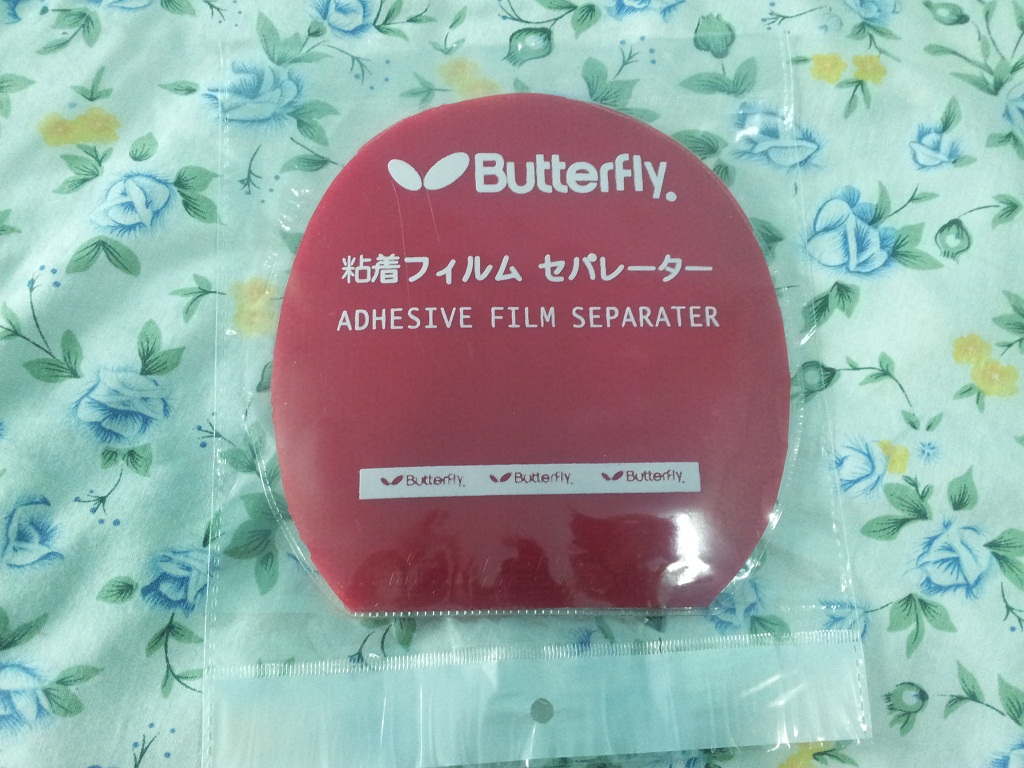 Butterfly.
粘着フィルム セパレーター
ADHESIVE FILM SEPARATER
Butterfly. Butterfly. Butterfly.